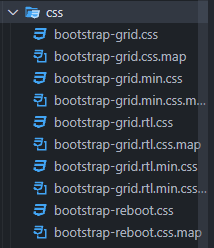 css
bootstrap-grid.css
bootstrap-grid.css.map
bootstrap-grid.min.css
bootstrap-grid.min.css.m...
bootstrap-grid.rtl.css
bootstrap-grid.rtl.css.map
bootstrap-grid.rtl.min.css
bootstrap-grid.rtl.min.css...
bootstrap-reboot.css
bootstrap-reboot.css.map